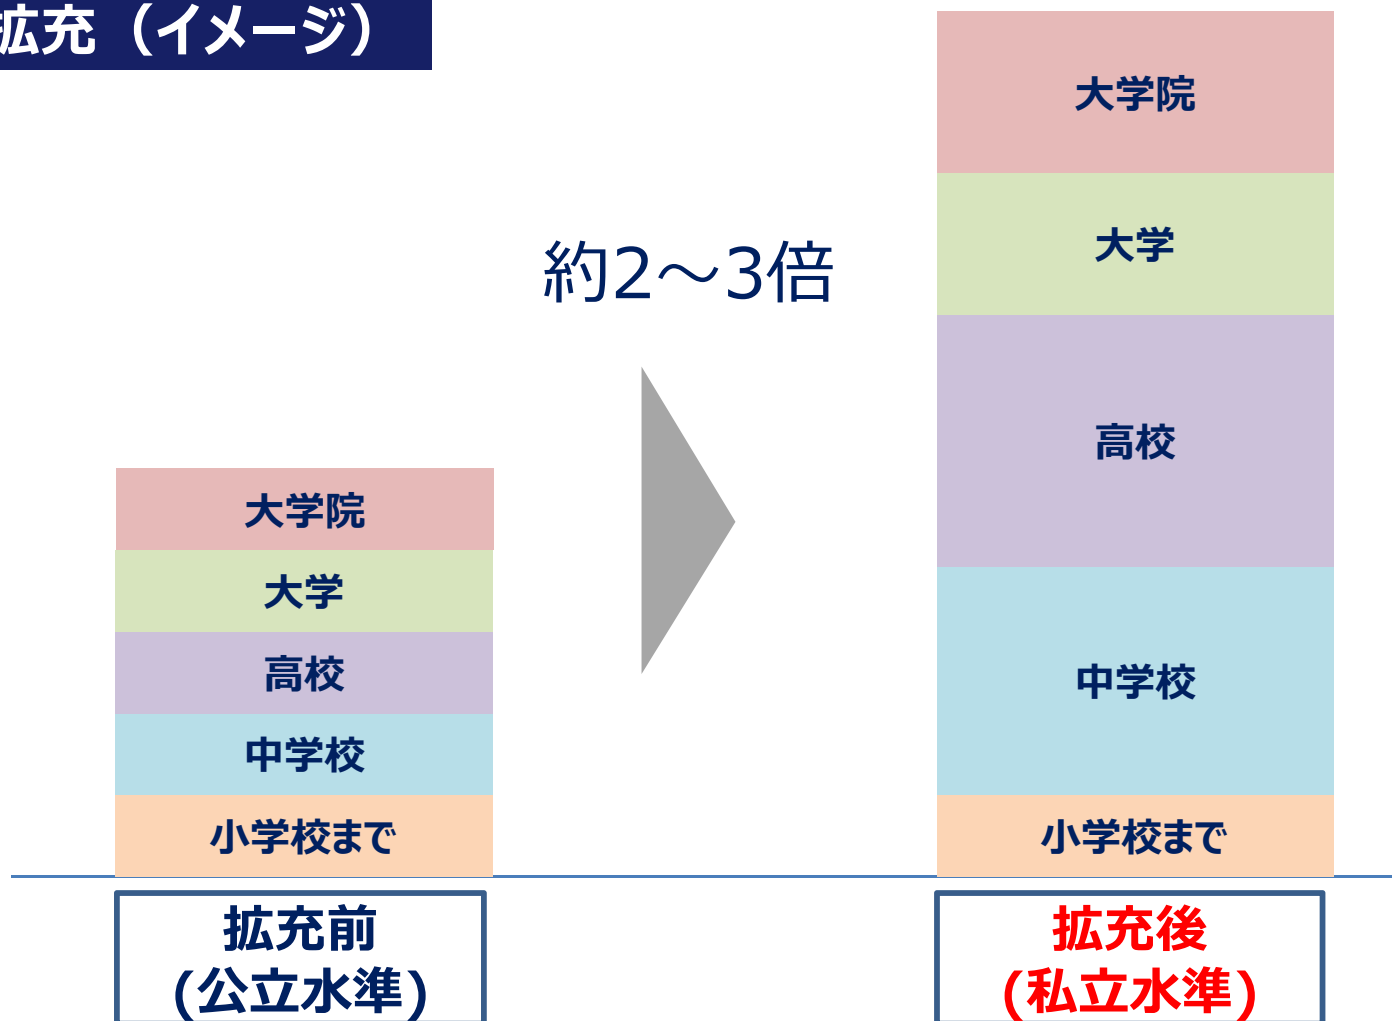 拡充（イメージ）
約2～3倍
大学院
大学
高校
中学校
小学校まで
拡充前
(公立水準)
大学院
大学
高校
中学校
小学校まで
拡充後
(私立水準)